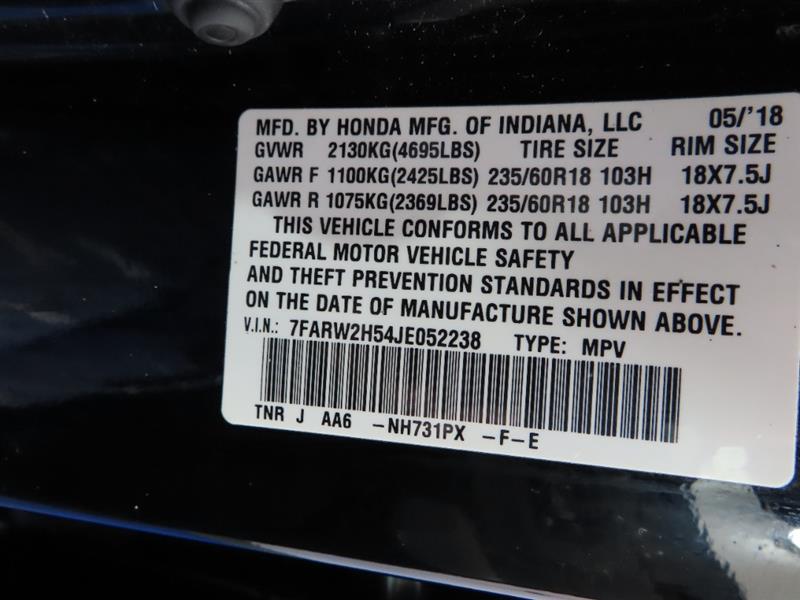 MFD. BY HONDA MFG. OF INDIANA, LLC 05/'18
GVWR 2130KG(4695LBS) TIRE SIZE RIM SIZE
GAWR F 1100KG(2425LBS) 235/60R18 103H 18X7.5J
GAWR R 1075KG(2369LBS) 235/60R18 103H 18X7.5J
THIS VEHICLE CONFORMS TO ALL APPLICABLE
FEDERAL MOTOR VEHICLE SAFETY
AND THEFT PREVENTION STANDARDS IN EFFECT
ON THE DATE OF MANUFACTURE SHOWN ABOVE.
V.I.N.: 7FARW2H54JE052238 TYPE: MPV
TNR J AA6 -NH731PX -F-E